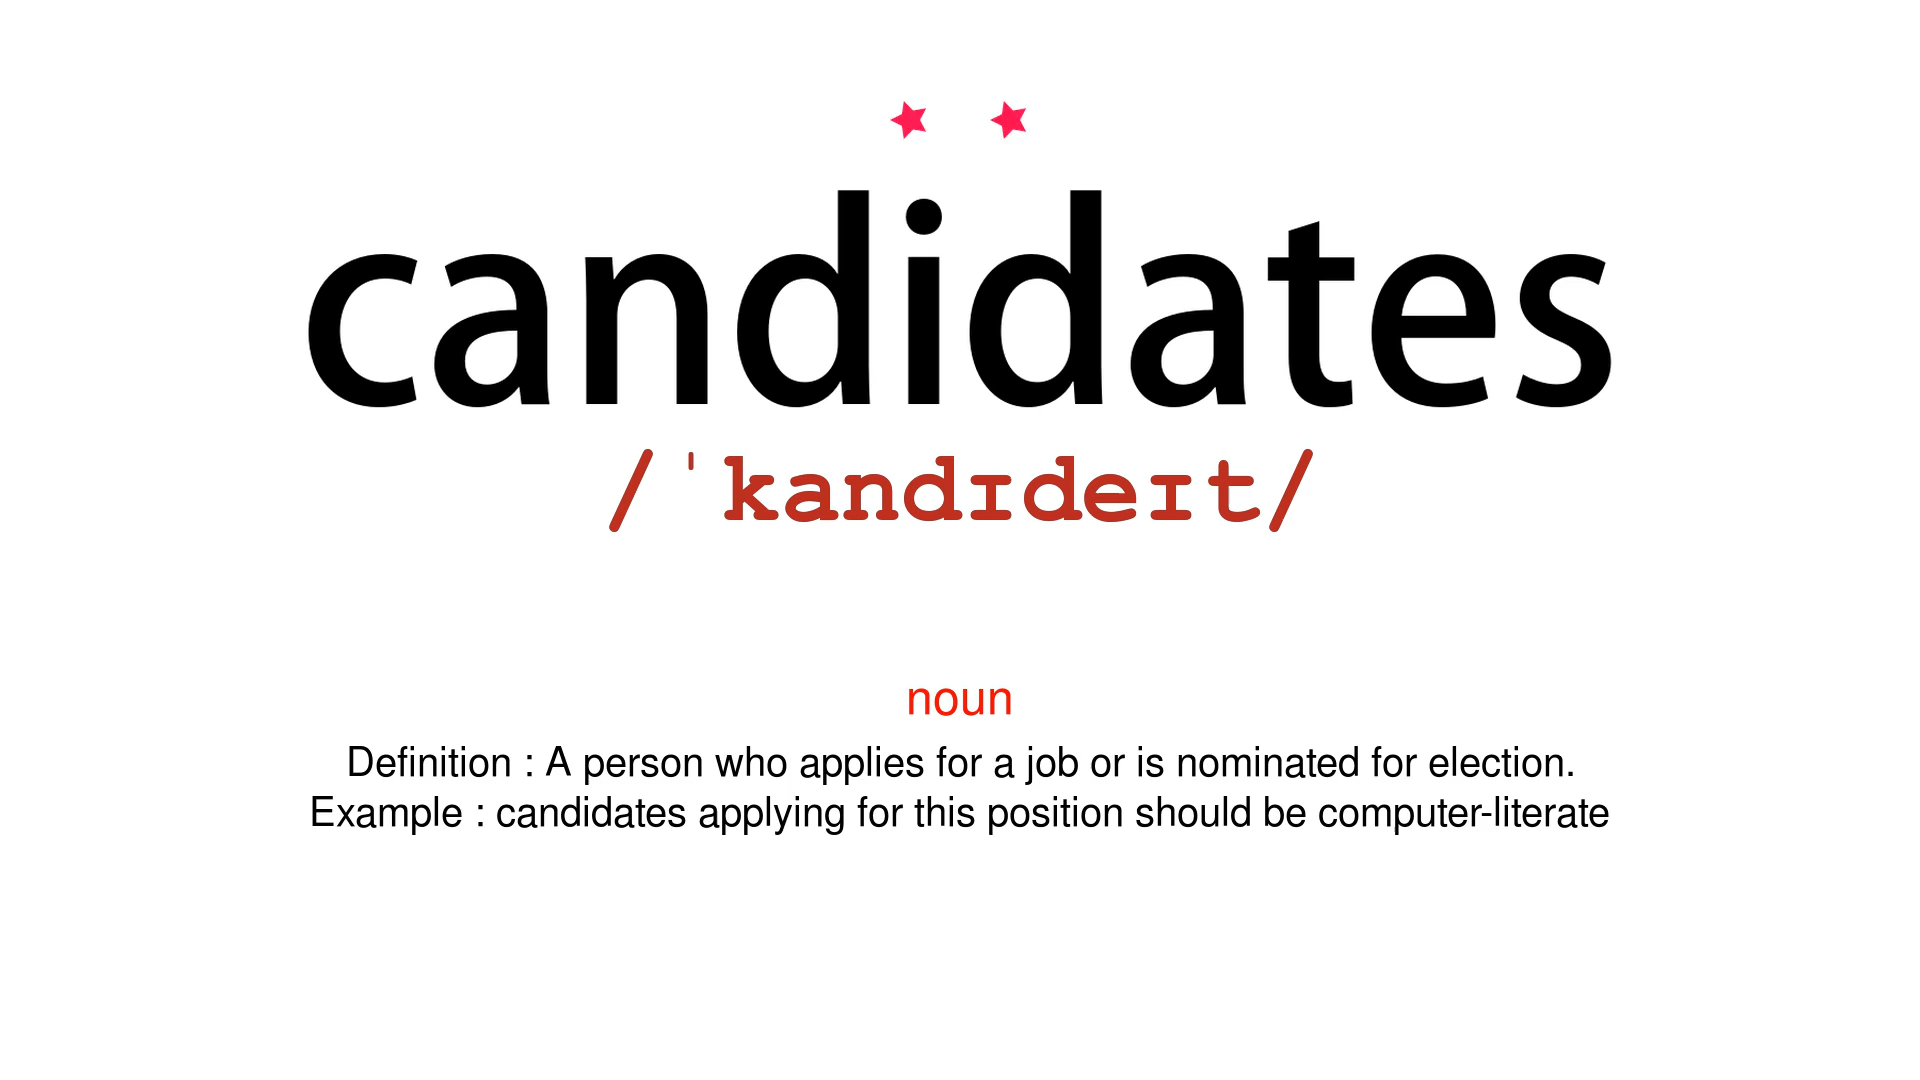 candidates
/ˈkandɪdeɪt/
noun
Definition : A person who applies for a job or is nominated for election.
Example : candidates applying for this position should be computer-literate